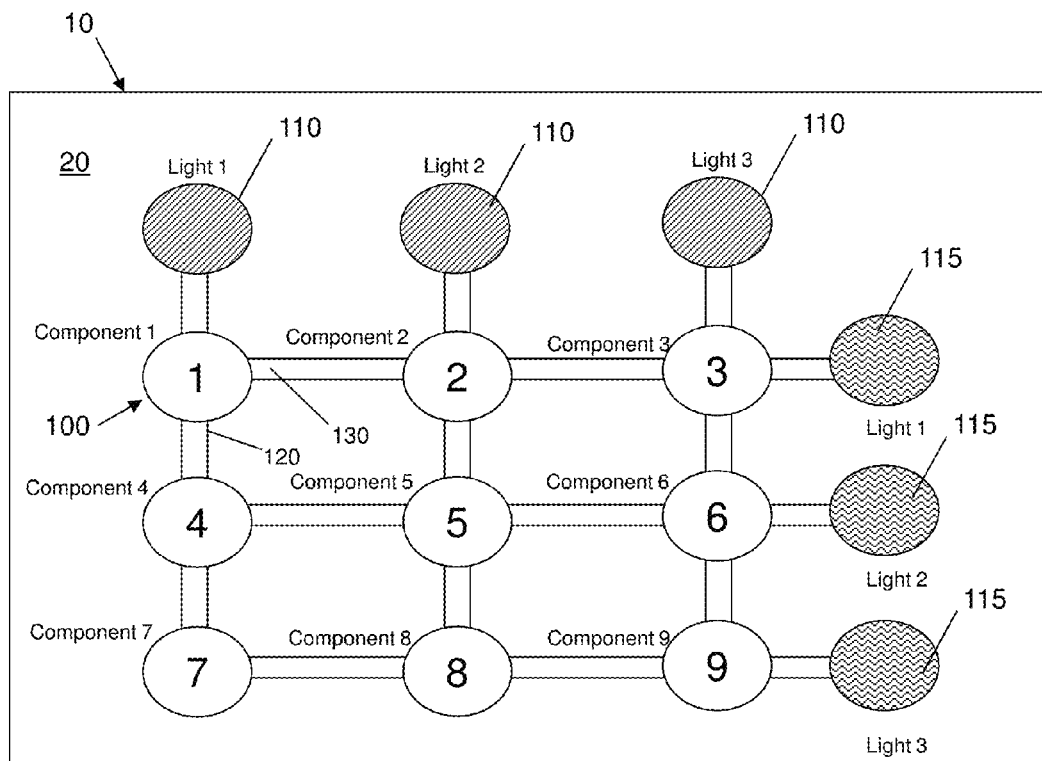 10
20
110
110
110
Light 1
Light 2
Light 3
115
Component 1
Component 2
Component 3
1
2
3
100
120
130
Light 1
115
Component 4
Component 5
Component 6
4
5
6
Light 2
115
Component 7
Component 8
Component 9
7
8
9
Light 3